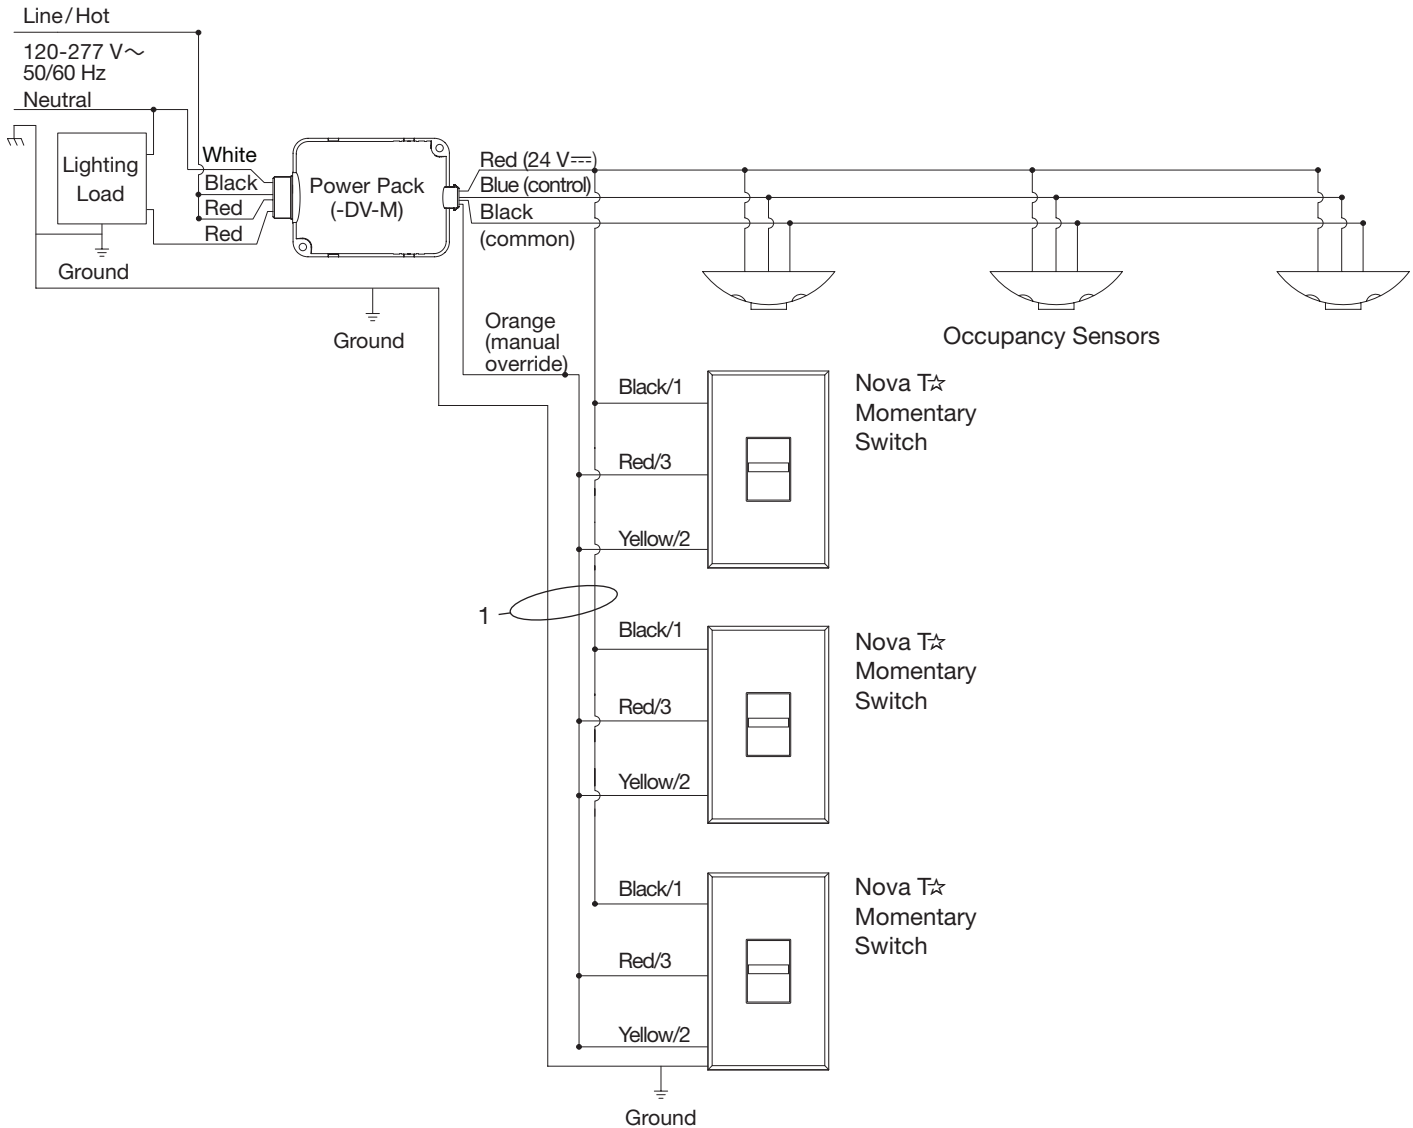 Line/Hot
120-277 V~
50/60 Hz
Neutral
Lighting
Load
Ground
White
Black
Red
Red
Power Pack
(-DV-M)
Red (24 V⎓)
Blue (control)
Black
(common)
Ground
Orange
(manual
override)
Occupancy Sensors
Black/1
Red/3
Yellow/2
Nova T☆
Momentary
Switch
1
Black/1
Red/3
Yellow/2
Nova T☆
Momentary
Switch
Black/1
Red/3
Yellow/2
Nova T☆
Momentary
Switch
Ground